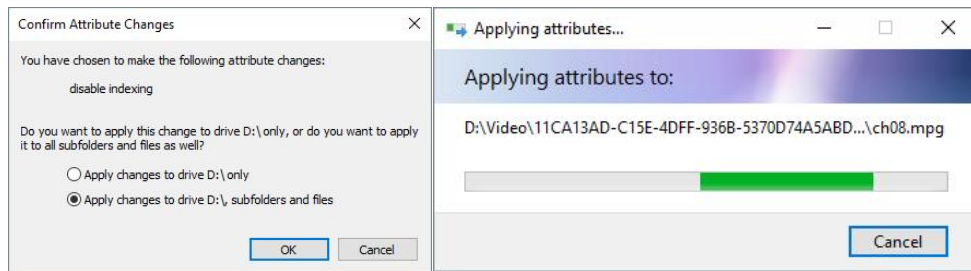 Confirm Attribute Changes
You have chosen to make the following attribute changes:
disable indexing
Do you want to apply this change to drive D:\ only, or do you want to apply
it to all subfolders and files as well?
Apply changes to drive D:\ only
Apply changes to drive D:\, subfolders and files
OK Cancel
Applying attributes...
Applying attributes to:
D:\Video\11CA13AD-C15E-4DFF-936B-5370D74A5ABD...\ch08.mpg
Cancel